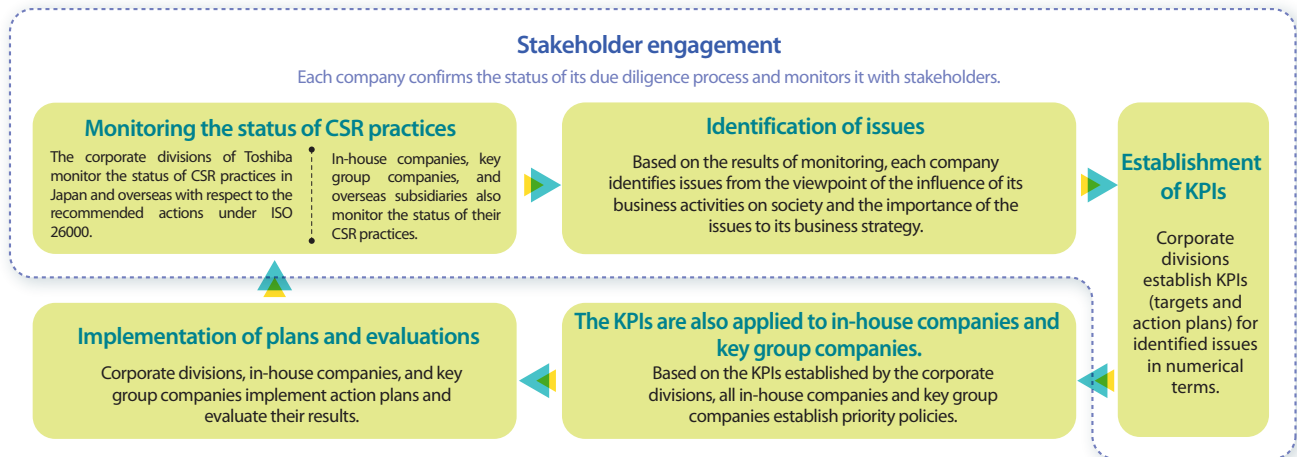 Stakeholder engagement
Each company confirms the status of its due diligence process and monitors it with stakeholders.
Monitoring the status of CSR practices
The corporate divisions of Toshiba
monitor the status of CSR practices in
Japan and overseas with respect to the
recommended actions under ISO
26000.
In-house companies, key
group companies, and
overseas subsidiaries also
monitor the status of their
CSR practices.
Identification of issues
Based on the results of monitoring, each company
identifies issues from the viewpoint of the influence of its
business activities on society and the importance of the
issues to its business strategy.
Establishment
of KPIs
Corporate
divisions
establish KPIs
(targets and
action plans) for
identified issues
in numerical
terms.
The KPIs are also applied to in-house companies and
key group companies.
Based on the KPIs established by the corporate
divisions, all in-house companies and key group
companies establish priority policies.
Implementation of plans and evaluations
Corporate divisions, in-house companies, and key
group companies implement action plans and
evaluate their results.